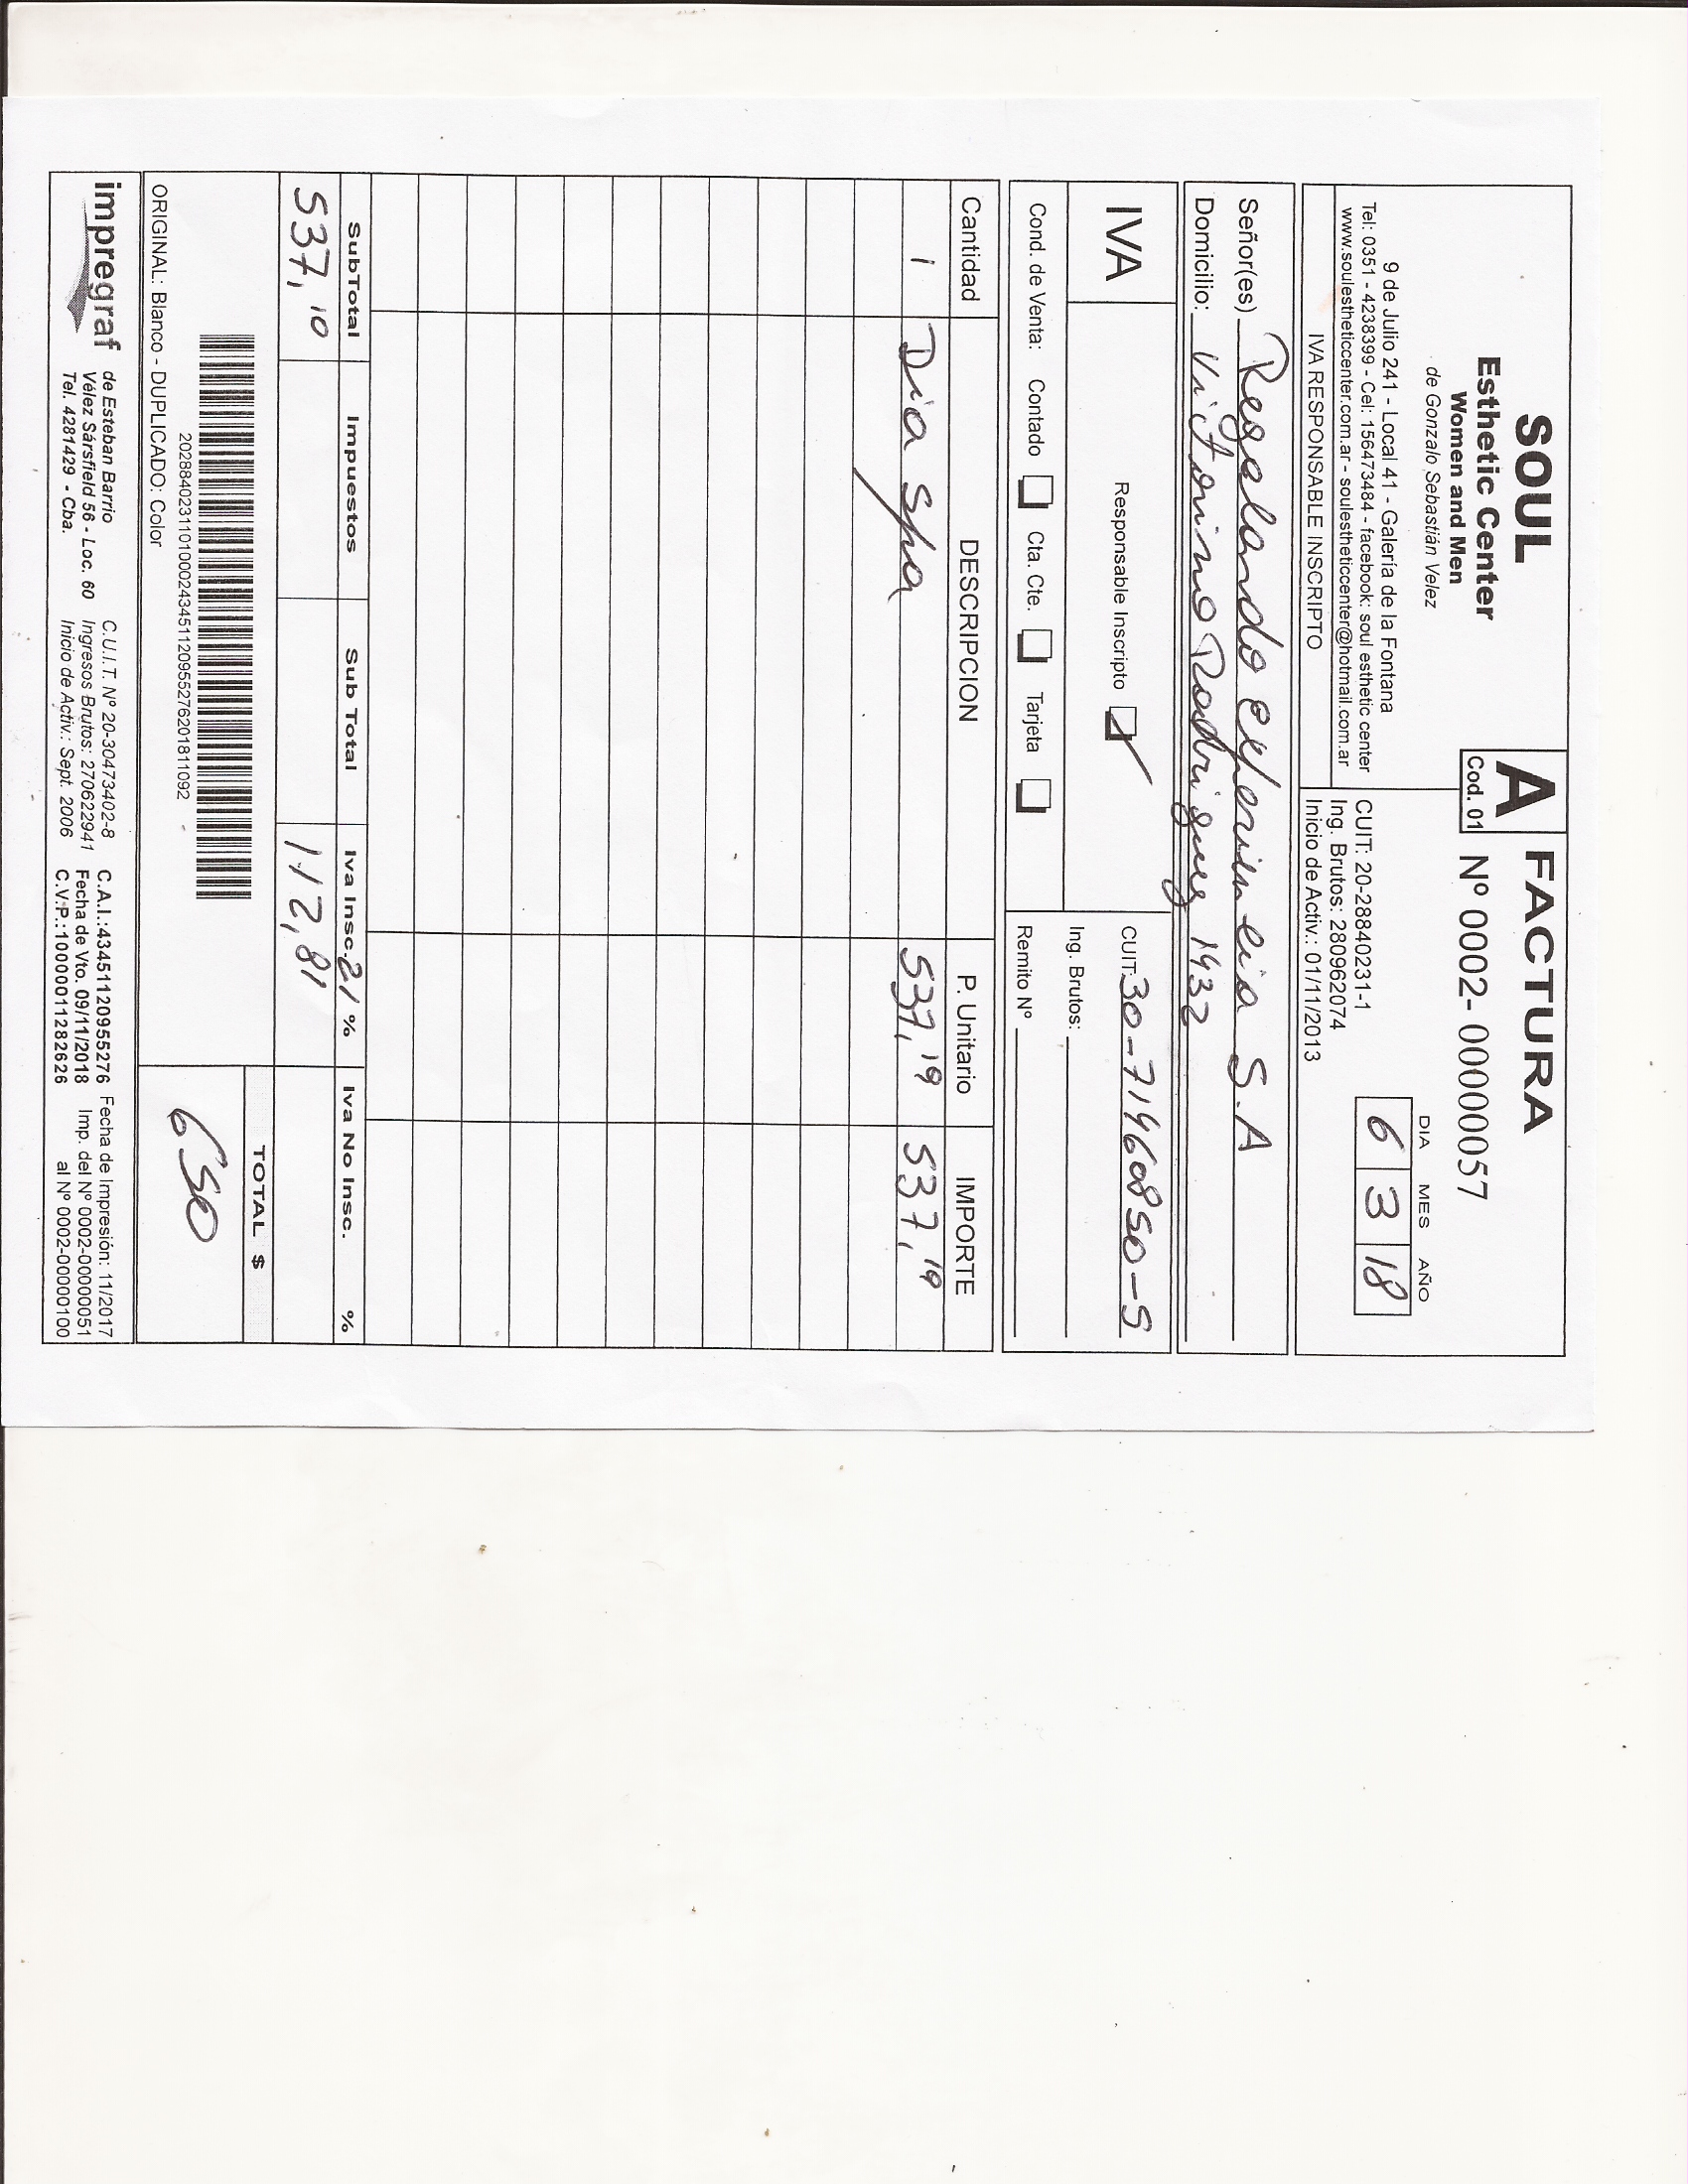 SOUL
Esthetic Center
Women and Men
de Gonzalo Sebastián Velez
9 de Julio 241 - Local 41 - Galería de la Fontana
Tel: 0351 - 4238399 - Cel: 156473484 - facebook: soul esthetic center
www.soulestheticcenter.com.ar - soulestheticcenter@hotmail.com.ar
IVA RESPONSABLE INSCRIPTO
A
Cod. 01
FACTURA
Nº 0002- 00000057
DIA MES AÑO
6 3 18
CUIT: 20-28840231-1
Ing. Brutos: 280962074
Inicio de Activ.: 01/11/2013
Señor(es) Regalando experiencia S.A
Domicilio: Victorino Rodriguez 1932
IVA
Responsable Inscripto
CUIT: 30-71460850-5
Ing. Brutos:
Cond. de Venta: Contado Cta. Cte. Tarjeta
Remito Nº
Cantidad DESCRIPCION P. Unitario IMPORTE
1 Dia Spa 537,19 537,19
SubTotal Impuestos Sub Total Iva Insc. 21 % Iva No Insc. %
537,10 112,81
TOTAL $
650
2028840231101000243451120955276201811092
ORIGINAL: Blanco - DUPLICADO: Color
impregraf
de Esteban Barrio
Vélez Sársfield 56 - Loc. 60
Tel. 4281429 - Cba.
C.U.I.T. Nº 20-30473402-8
Ingresos Brutos: 270622941
Inicio de Activ.: Sept. 2006
C.A.I.:43451120955276
Fecha de Vto. 09/11/2018
C.V.P.:1000001128262​6
Fecha de Impresión: 11/2017
Imp. del Nº 0002-00000051
al Nº 0002-00000100